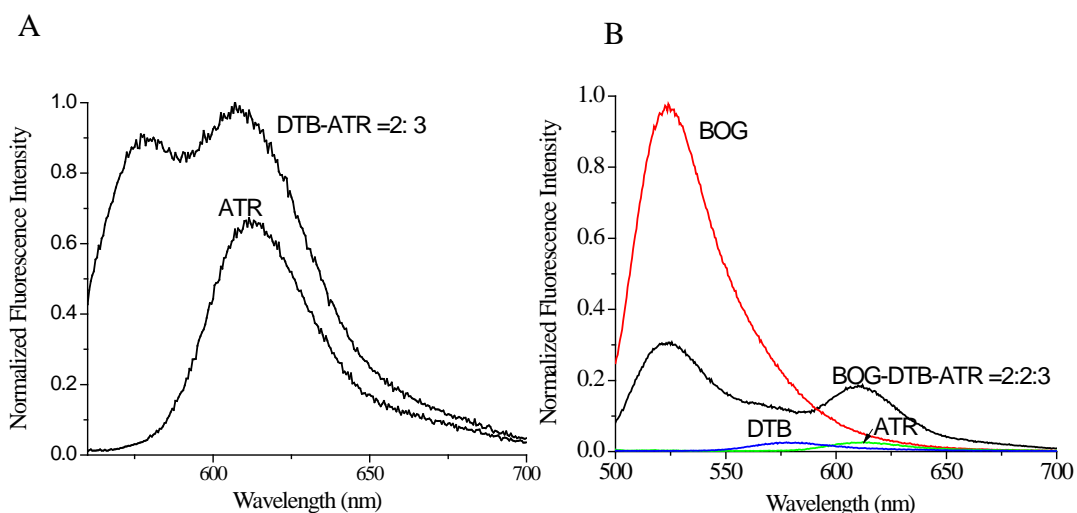 A
Normalized Fluorescence Intensity
1.0
0.8
0.6
0.4
0.2
0.0
DTB-ATR =2: 3
ATR
600
650
700
Wavelength (nm)
B
Normalized Fluorescence Intensity
1.0
0.8
0.6
0.4
0.2
0.0
BOG
BOG-DTB-ATR =2:2:3
DTB
ATR
500
550
600
650
700
Wavelength (nm)